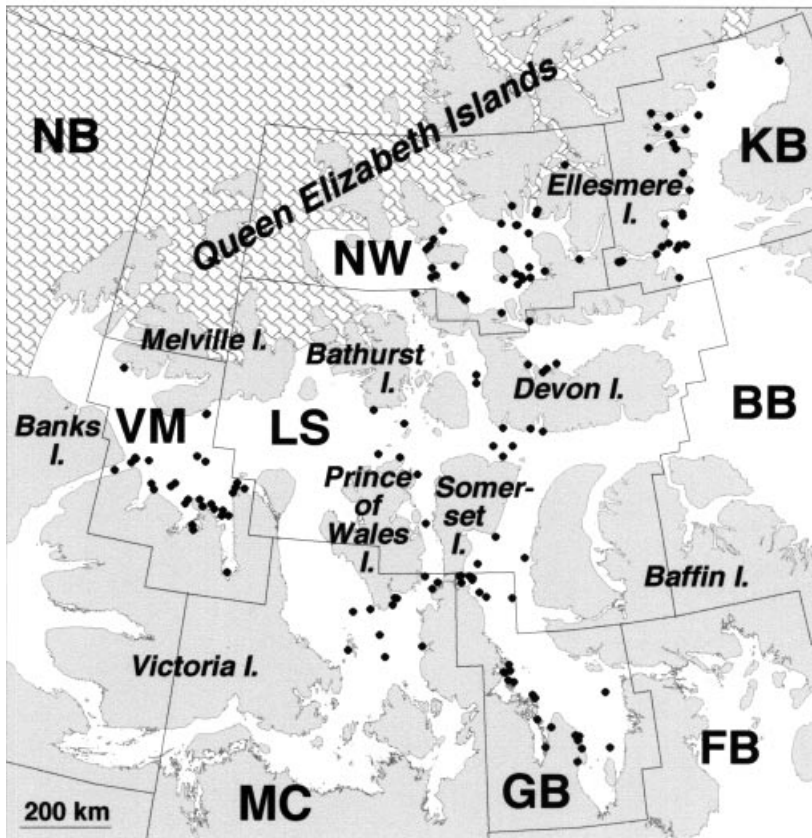 NB
Queen Elizabeth Islands
KB
Ellesmere
I.
NW
Melville I.
Bathurst
I.
Devon I.
Banks
I.
VM
LS
BB
Prince
of
Wales
I.
Somer-
set
I.
Baffin I.
Victoria I.
FB
GB
MC
200 km